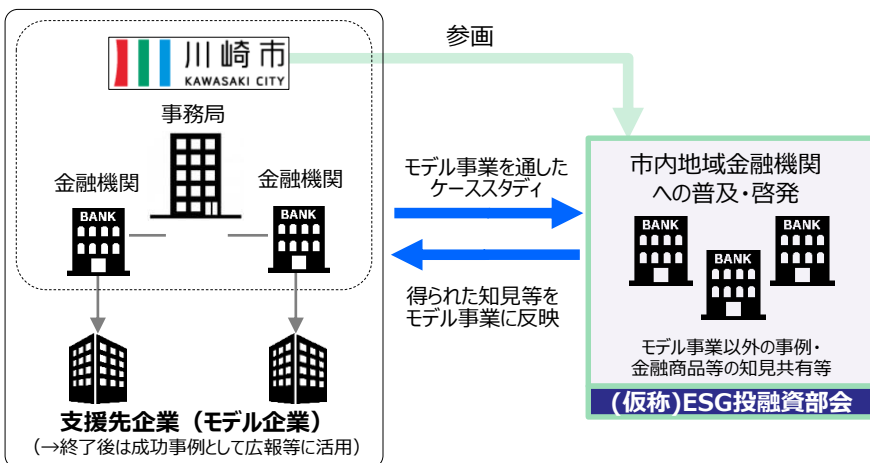 川崎市
KAWASAKI CITY
事務局
金融機関
金融機関
BANK
BANK
支援先企業（モデル企業）
（→終了後は成功事例として広報等に活用）
参画
モデル事業を通した
ケーススタディ
得られた知見等を
モデル事業に反映
市内地域金融機関
への普及・啓発
BANK
BANK
BANK
モデル事業以外の事例・
金融商品等の知見共有等
(仮称)ESG投融資部会